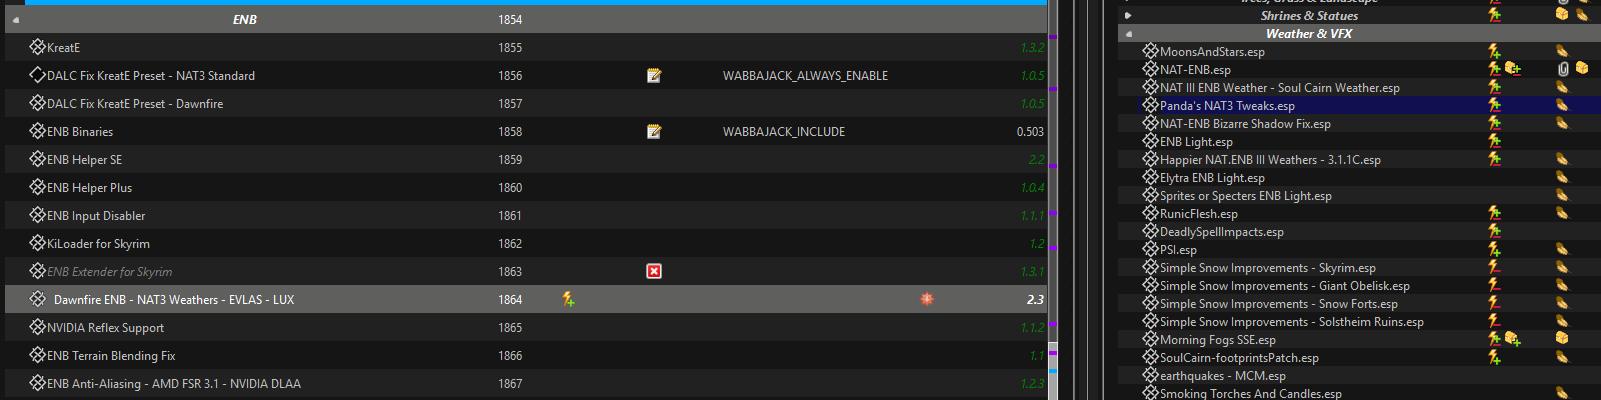 ENB 1854
KreatE 1855 1.3.2
DALC Fix KreatE Preset - NAT3 Standard 1856 WABBAJACK_ALWAYS_ENABLE 1.0.5
DALC Fix KreatE Preset - Dawnfire 1857 1.0.5
ENB Binaries 1858 WABBAJACK_INCLUDE 0.503
ENB Helper SE 1859 2.2
ENB Helper Plus 1860 1.0.4
ENB Input Disabler 1861 1.1.1
KiLoader for Skyrim 1862 1.2
ENB Extender for Skyrim 1863 1.3.1
Dawnfire ENB - NAT3 Weathers - EVLAS - LUX 1864 2.3
NVIDIA Reflex Support 1865 1.1.2
ENB Terrain Blending Fix 1866 1.1
ENB Anti-Aliasing - AMD FSR 3.1 - NVIDIA DLAA 1867 1.2.3
Trees, Grass & Landscape
Shrines & Statues
Weather & VFX
MoonsAndStars.esp
NAT-ENB.esp
NAT III ENB Weather - Soul Cairn Weather.esp
Panda's NAT3 Tweaks.esp
NAT-ENB Bizarre Shadow Fix.esp
ENB Light.esp
Happier NAT.ENB III Weathers - 3.1.1C.esp
Elytra ENB Light.esp
Sprites or Specters ENB Light.esp
RunicFlesh.esp
DeadlySpellImpacts.esp
PSI.esp
Simple Snow Improvements - Skyrim.esp
Simple Snow Improvements - Giant Obelisk.esp
Simple Snow Improvements - Snow Forts.esp
Simple Snow Improvements - Solstheim Ruins.esp
Morning Fogs SSE.esp
SoulCairn-footprintsPatch.esp
earthquakes - MCM.esp
Smoking Torches And Candles.esp